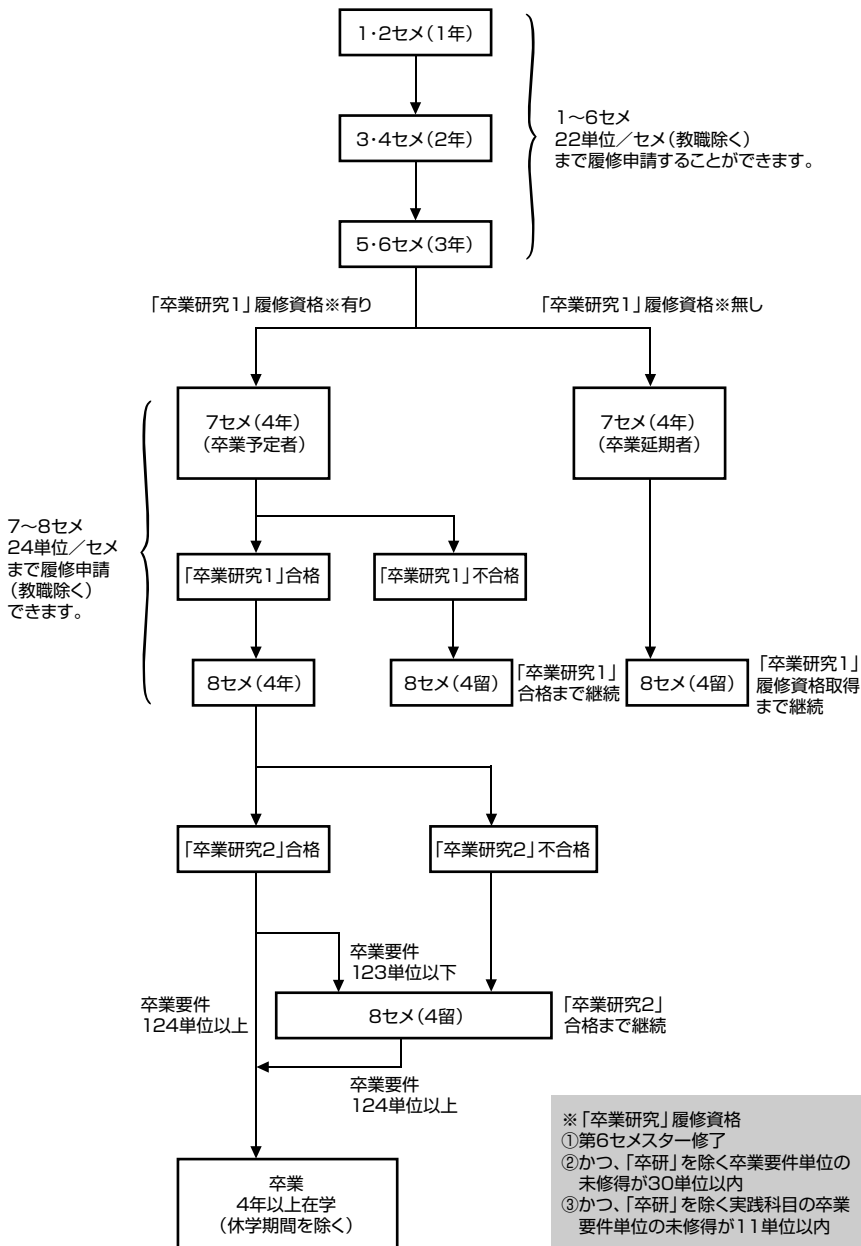 1・2セメ（1年）
3・4セメ（2年）
5・6セメ（3年）
1～6セメ
22単位／セメ（教職除く）
まで履修申請することができます。
「卒業研究1」履修資格※有り
「卒業研究1」履修資格※無し
7セメ（4年）
（卒業予定者）
7セメ（4年）
（卒業延期者）
7～8セメ
24単位／セメ
まで履修申請
（教職除く）
できます。
「卒業研究1」合格
「卒業研究1」不合格
8セメ（4年）
8セメ（4留）
「卒業研究1」
合格まで継続
8セメ（4留）
「卒業研究1」
履修資格取得
まで継続
「卒業研究2」合格
「卒業研究2」不合格
卒業要件
123単位以下
卒業要件
124単位以上
8セメ（4留）
「卒業研究2」
合格まで継続
卒業要件
124単位以上
卒業
4年以上在学
（休学期間を除く）
※「卒業研究」履修資格
①第6セメスター修了
②かつ、「卒研」を除く卒業要件単位の
未修得が30単位以内
③かつ、「卒研」を除く実践科目の卒業
要件単位の未修得が11単位以内